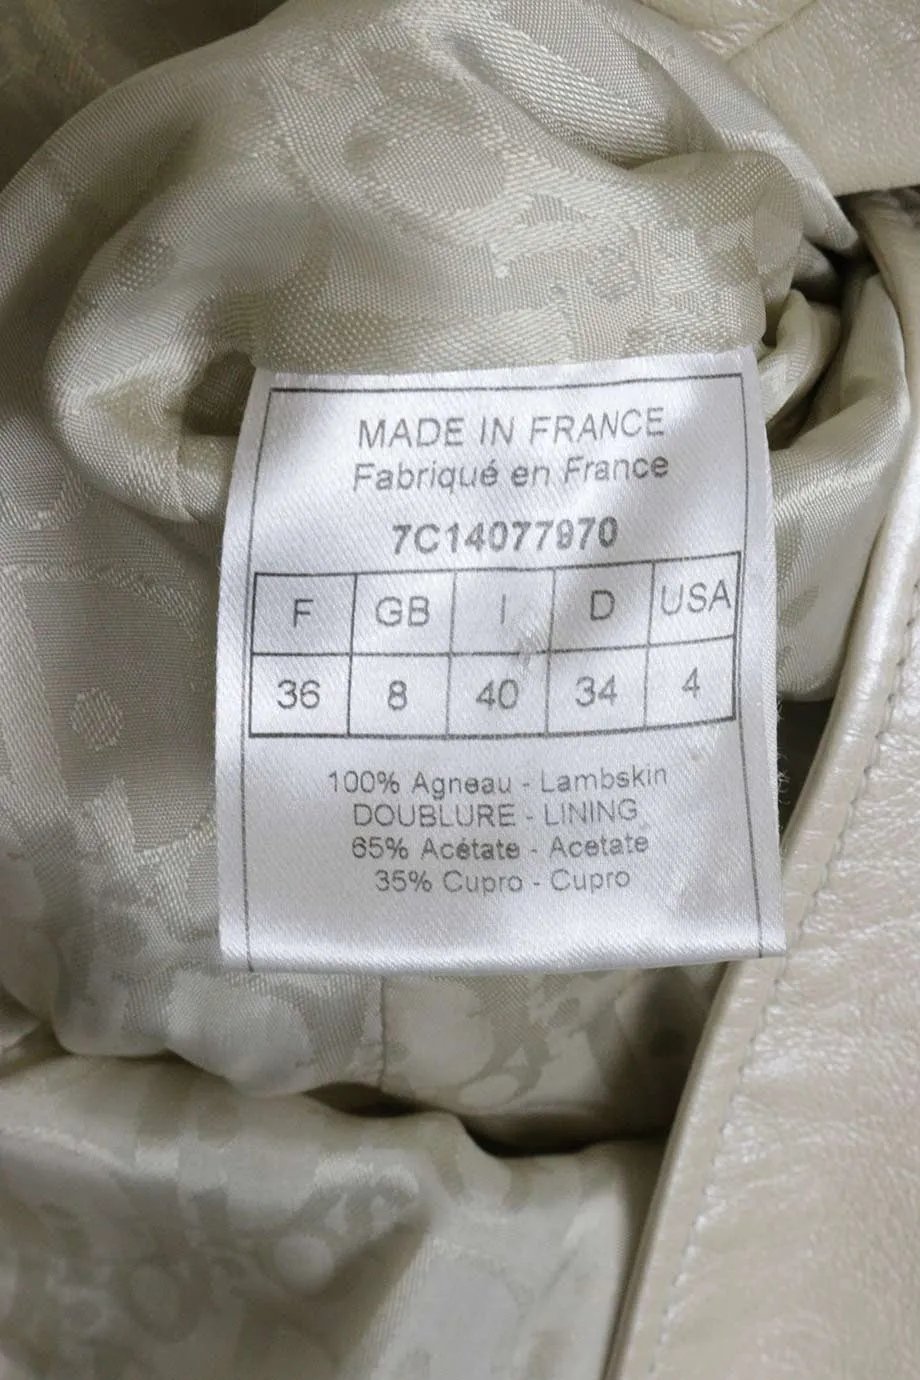 MADE IN FRANCE
Fabriqué en France
7C14077970
F GB I D USA
36 8 40 34 4
100% Agneau - Lambskin
DOUBLURE - LINING
65% Acétate - Acetate
35% Cupro - Cupro